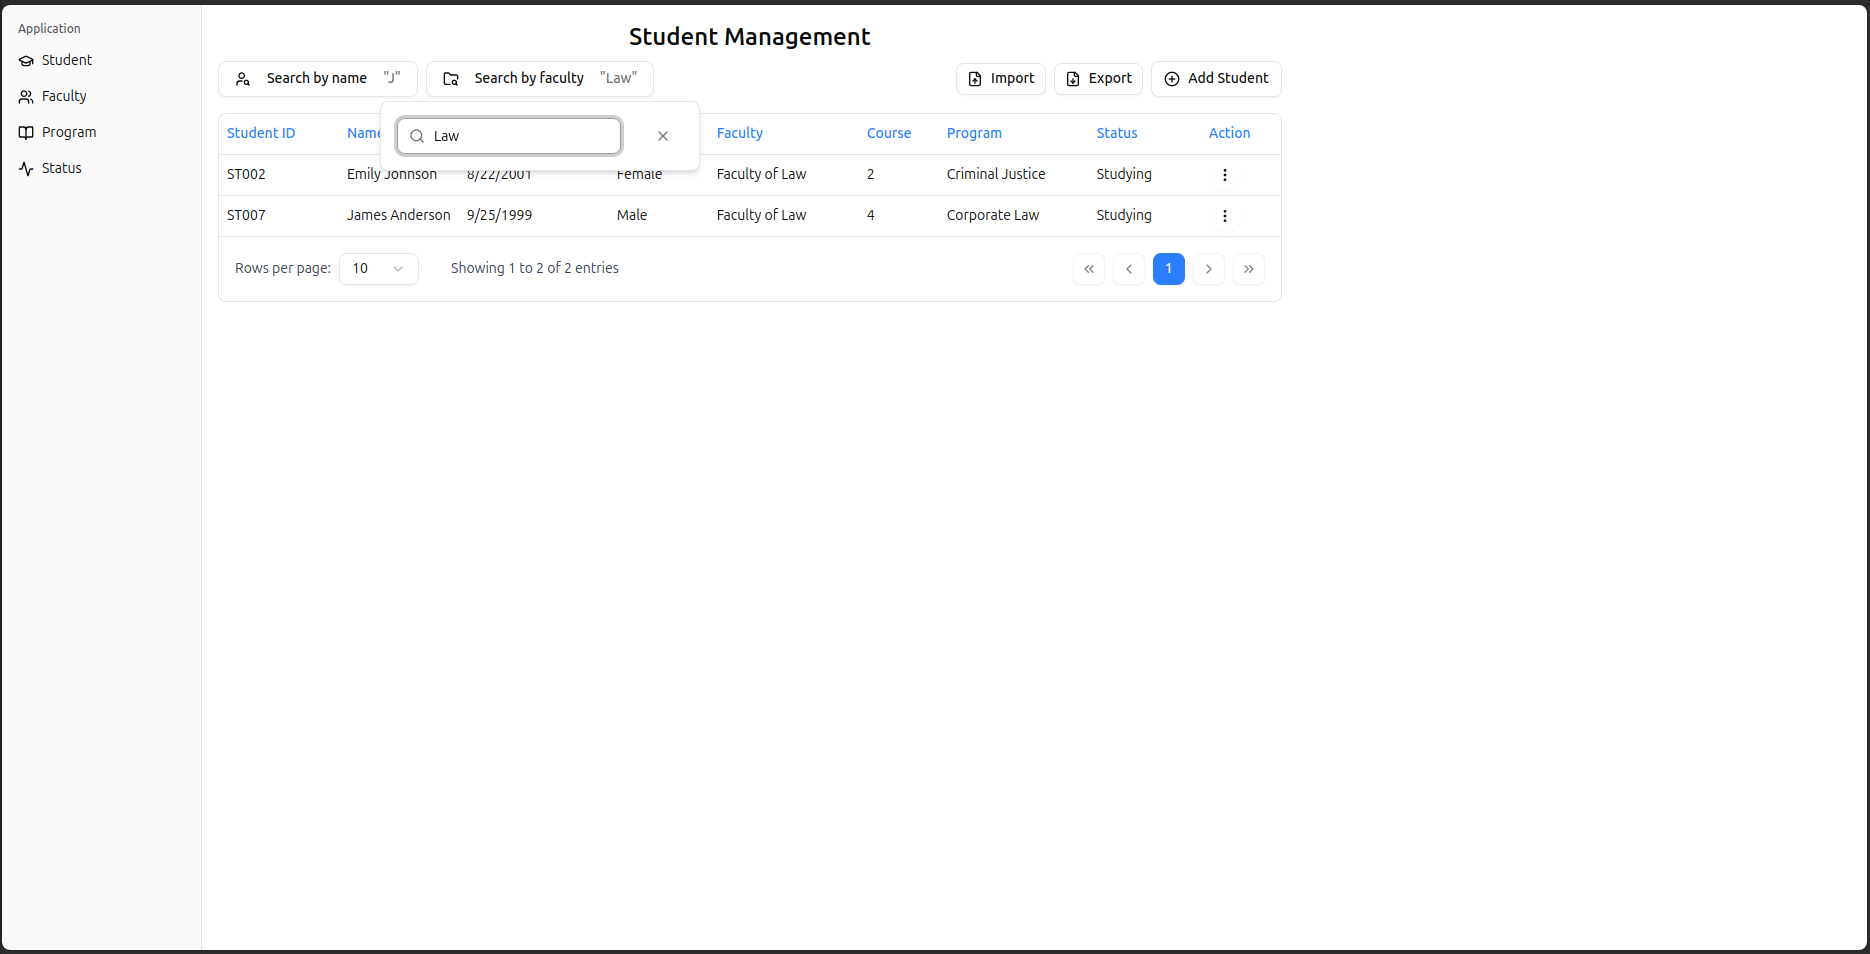 Application
Student
Faculty
Program
Status
Student Management
Search by name "J" Search by faculty "Law" Import Export Add Student
Law
Student ID Name Faculty Course Program Status Action
ST002 Emily Johnson 8/22/2001 Female Faculty of Law 2 Criminal Justice Studying
ST007 James Anderson 9/25/1999 Male Faculty of Law 4 Corporate Law Studying
Rows per page: 10 Showing 1 to 2 of 2 entries « ‹ 1 › »